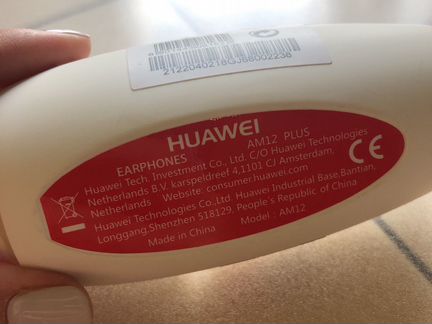 2122040218GJ68002236
HUAWEI
EARPHONES AM12 PLUS
Huawei Tech. Investment Co., Ltd. C/O Huawei Technologies
Netherlands B.V. karspeldreef 4,1101 CJ Amsterdam,
Netherlands Website: consumer.huawei.com
Huawei Technologies Co.,Ltd Huawei Industrial Base,Bantian,
Longgang,Shenzhen 518129, People's Republic of China
Made in China Model : AM12
CE